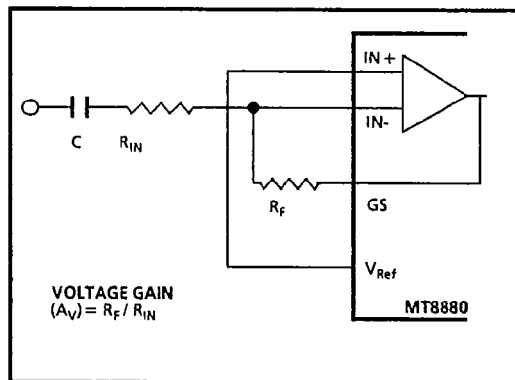 IN +
IN-
C
R_IN
R_F
GS
V_Ref
VOLTAGE GAIN
(A_V) = R_F / R_IN
MT8880